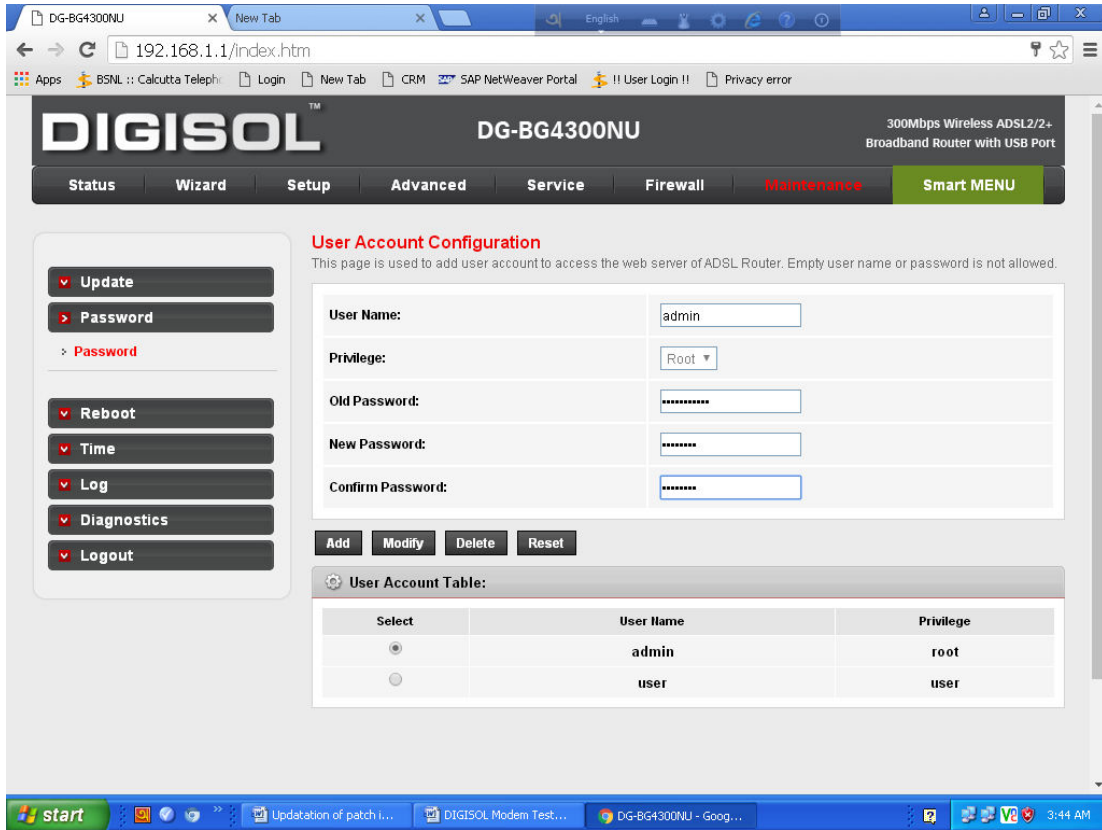 DG-BG4300NU
New Tab
English
192.168.1.1/index.htm
Apps
BSNL :: Calcutta Teleph
Login
New Tab
CRM
SAP NetWeaver Portal
!! User Login !!
Privacy error
DIGISOL TM
DG-BG4300NU
300Mbps Wireless ADSL2/2+
Broadband Router with USB Port
Status
Wizard
Setup
Advanced
Service
Firewall
Maintenance
Smart MENU
Update
Password
Password
Reboot
Time
Log
Diagnostics
Logout
User Account Configuration
This page is used to add user account to access the web server of ADSL Router. Empty user name or password is not allowed.
User Name: admin
Privilege: Root
Old Password: •••••••••••
New Password: ••••••••
Confirm Password: ••••••••
Add
Modify
Delete
Reset
User Account Table:
Select User Name Privilege
admin root
user user
start
Updatation of patch i...
DIGISOL Modem Test...
DG-BG4300NU - Goog...
3:44 AM